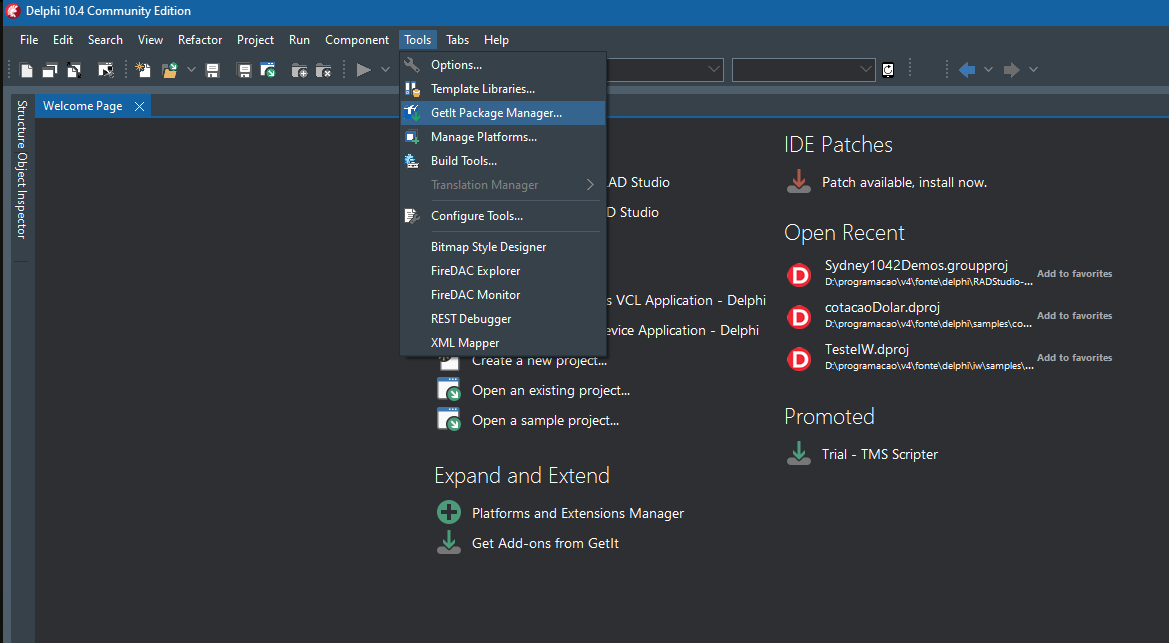 Delphi 10.4 Community Edition
File Edit Search View Refactor Project Run Component Tools Tabs Help
Welcome Page
Structure Object Inspector
Options...
Template Libraries...
GetIt Package Manager...
Manage Platforms...
Build Tools...
Translation Manager
Configure Tools...
Bitmap Style Designer
FireDAC Explorer
FireDAC Monitor
REST Debugger
XML Mapper
AD Studio
D Studio
s VCL Application - Delphi
evice Application - Delphi
Create a new project...
Open an existing project...
Open a sample project...
Expand and Extend
Platforms and Extensions Manager
Get Add-ons from GetIt
IDE Patches
Patch available, install now.
Open Recent
Sydney1042Demos.groupproj
D:\programacao\v4\fonte\delphi\RADStudio-...
Add to favorites
cotacaoDolar.dproj
D:\programacao\v4\fonte\delphi\samples\co...
Add to favorites
TesteIW.dproj
D:\programacao\v4\fonte\delphi\iw\samples\...
Add to favorites
Promoted
Trial - TMS Scripter